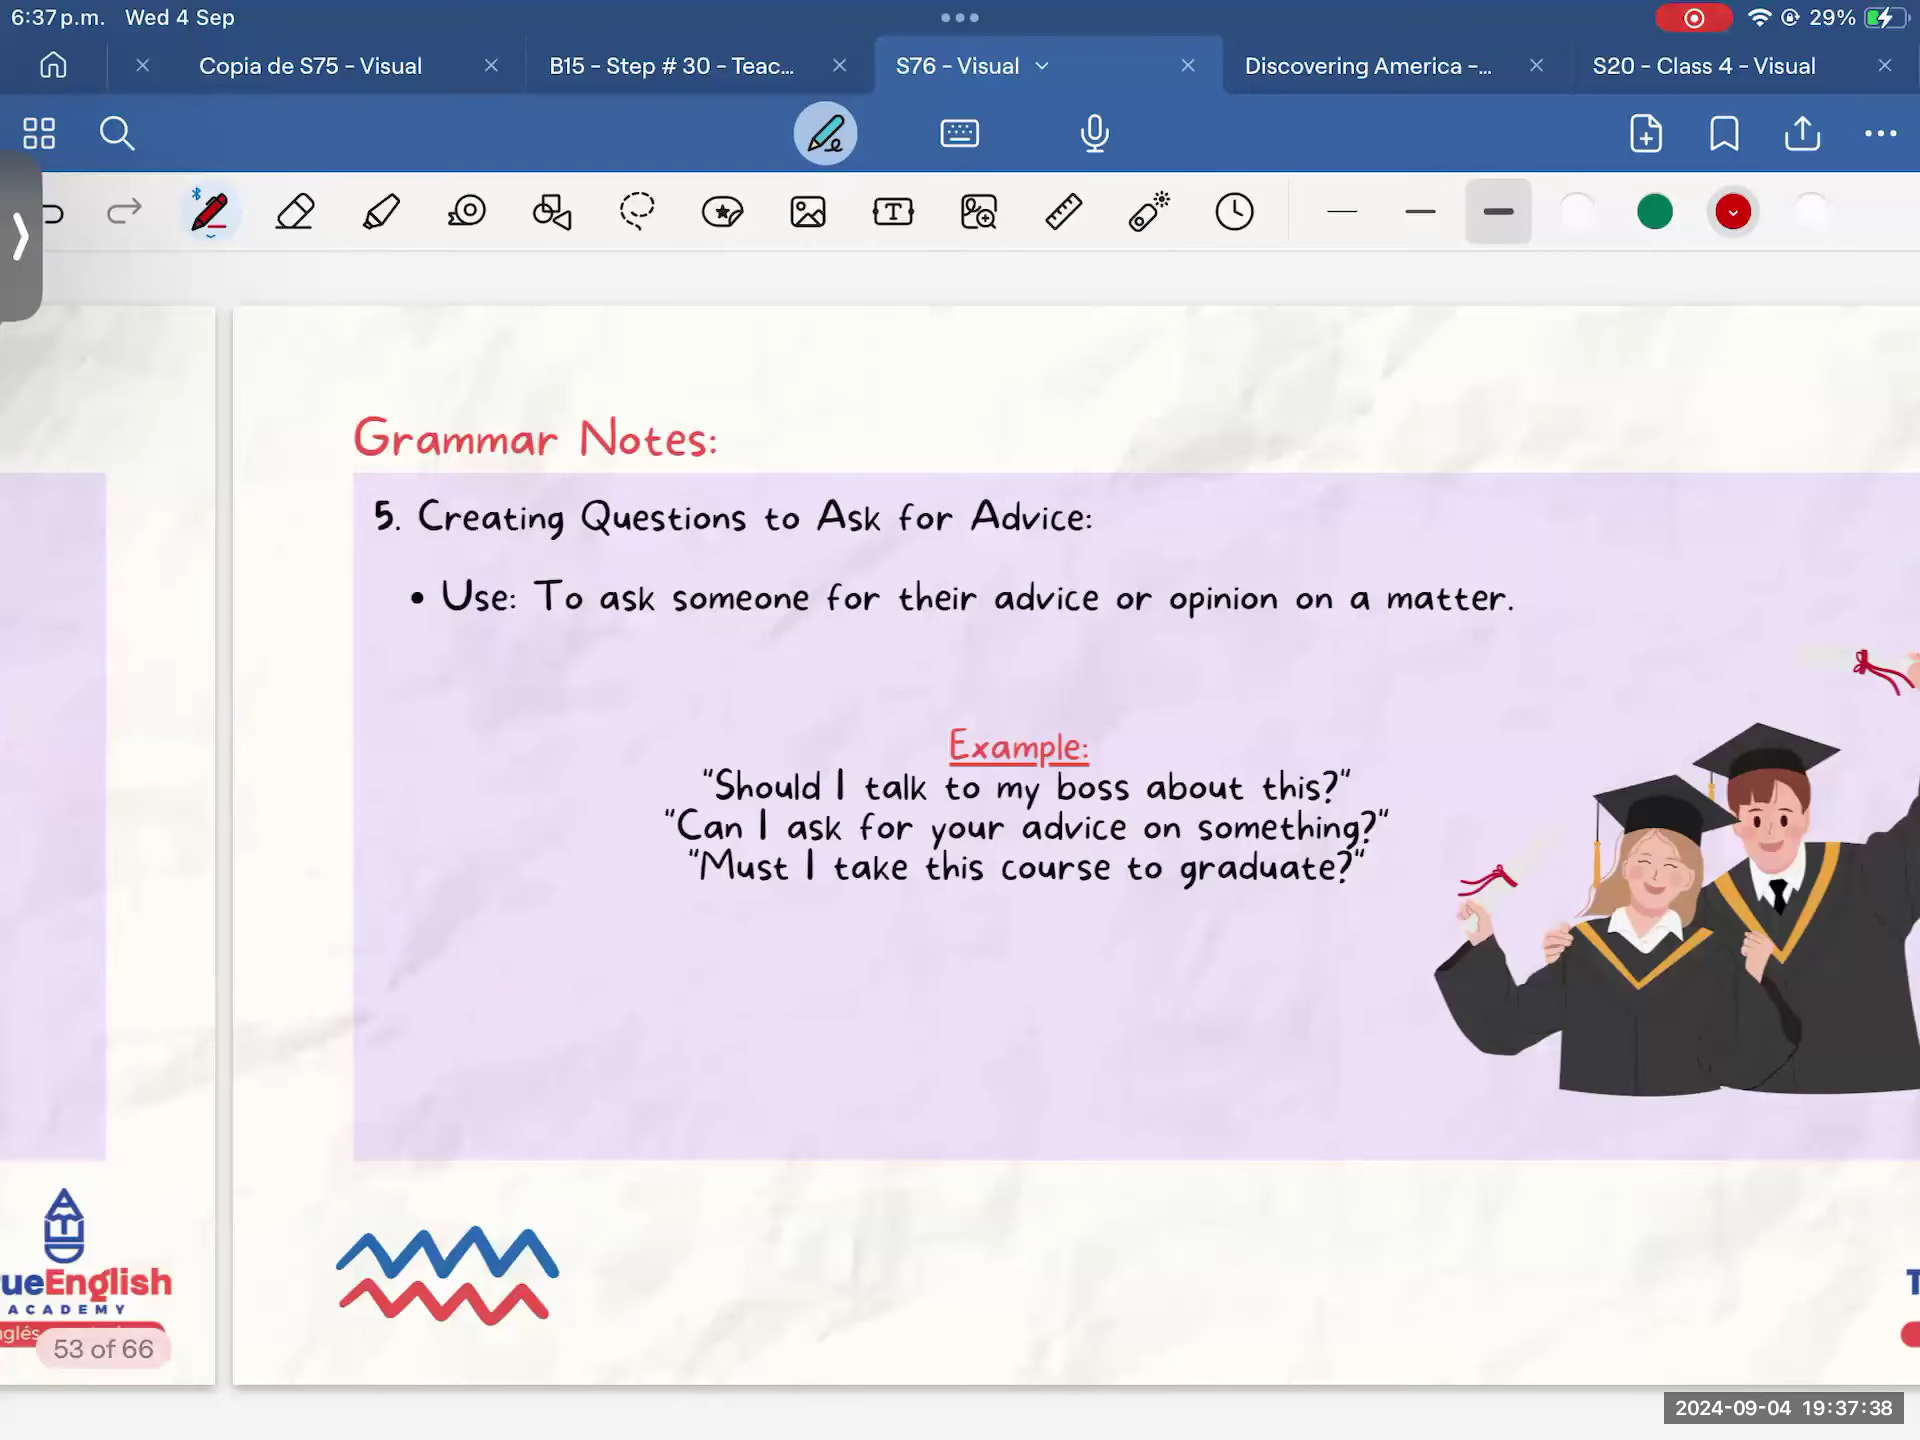 6:37 p.m. Wed 4 Sep
29%
Copia de S75 - Visual
B15 - Step # 30 - Teac...
S76 - Visual
Discovering America -...
S20 - Class 4 - Visual
Grammar Notes:
5. Creating Questions to Ask for Advice:
• Use: To ask someone for their advice or opinion on a matter.
Example:
"Should I talk to my boss about this?"
"Can I ask for your advice on something?"
"Must I take this course to graduate?"
ueEnglish
ACADEMY
53 of 66
2024-09-04 19:37:38